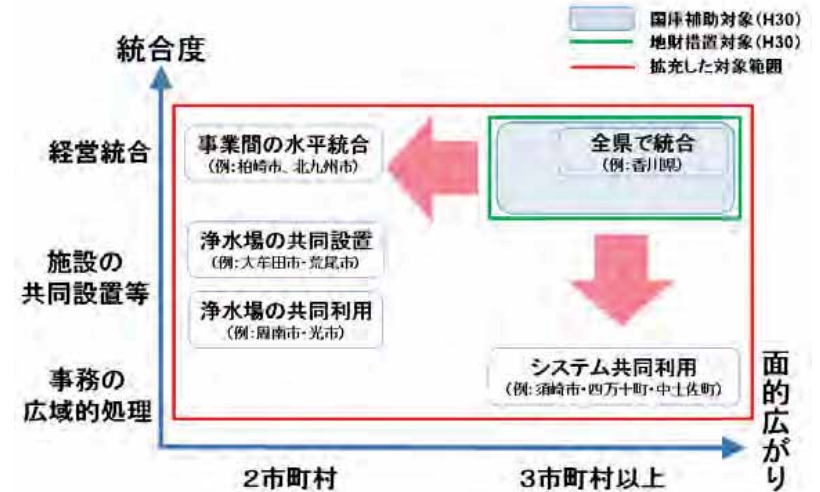 国庫補助対象(H30)
地財措置対象(H30)
拡充した対象範囲
統合度
経営統合
事業間の水平統合
(例:柏崎市、北九州市)
全県で統合
(例:香川県)
施設の
共同設置等
浄水場の共同設置
(例:大牟田市・荒尾市)
浄水場の共同利用
(例:周南市・光市)
事務の
広域的処理
システム共同利用
(例:須崎市・四万十町・中土佐町)
面的広がり
2市町村
3市町村以上